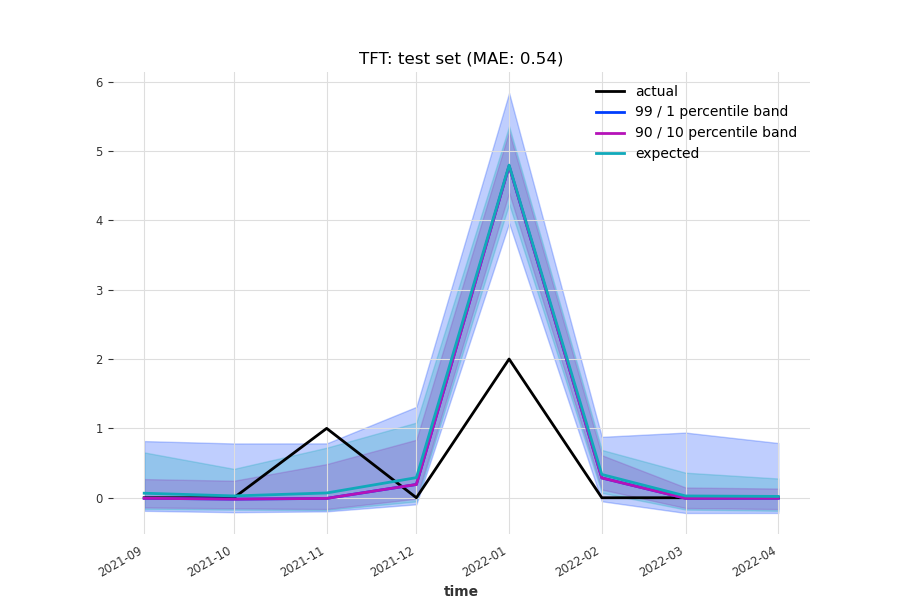 TFT: test set (MAE: 0.54)
actual
99 / 1 percentile band
90 / 10 percentile band
expected
6
5
4
3
2
1
0
2021-09
2021-10
2021-11
2021-12
2022-01
2022-02
2022-03
2022-04
time